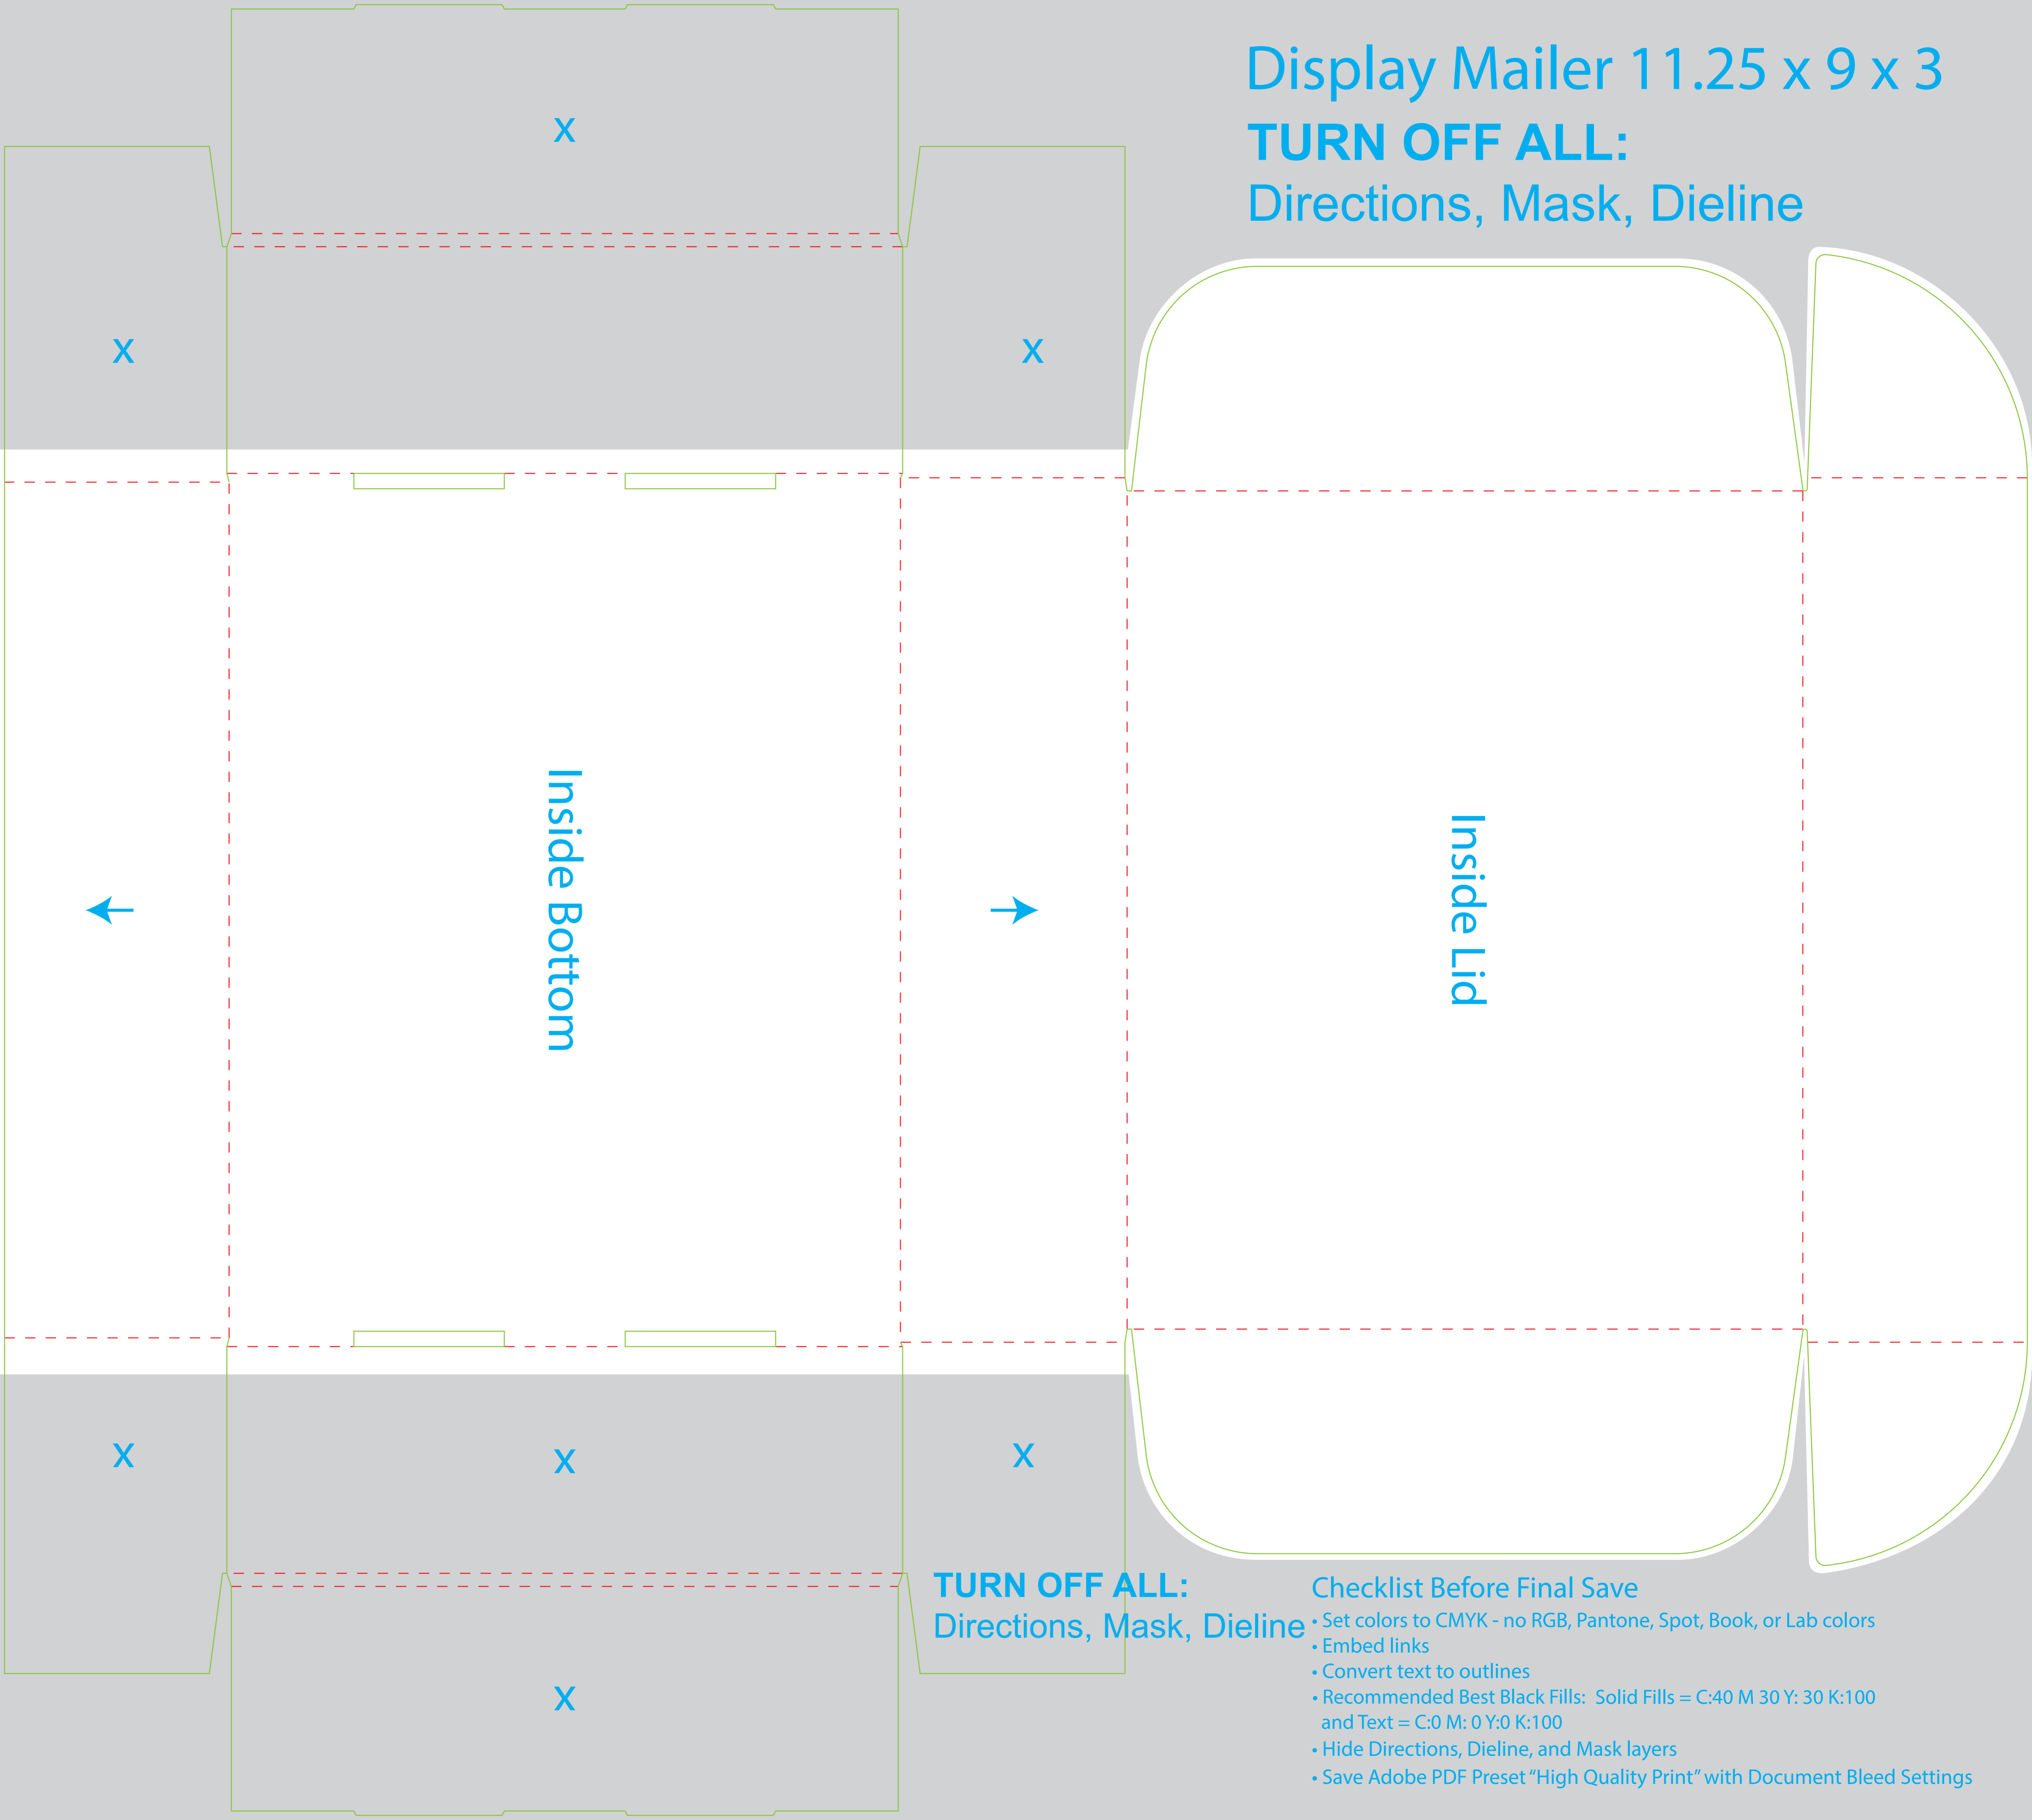 Display Mailer 11.25 x 9 x 3
TURN OFF ALL:
Directions, Mask, Dieline
x
x
x
Inside Bottom
Inside Lid
x
x
x
x
TURN OFF ALL:
Directions, Mask, Dieline
Checklist Before Final Save
• Set colors to CMYK - no RGB, Pantone, Spot, Book, or Lab colors
• Embed links
• Convert text to outlines
• Recommended Best Black Fills:  Solid Fills = C:40 M 30 Y: 30 K:100
and Text = C:0 M: 0 Y:0 K:100
• Hide Directions, Dieline, and Mask layers
• Save Adobe PDF Preset “High Quality Print” with Document Bleed Settings